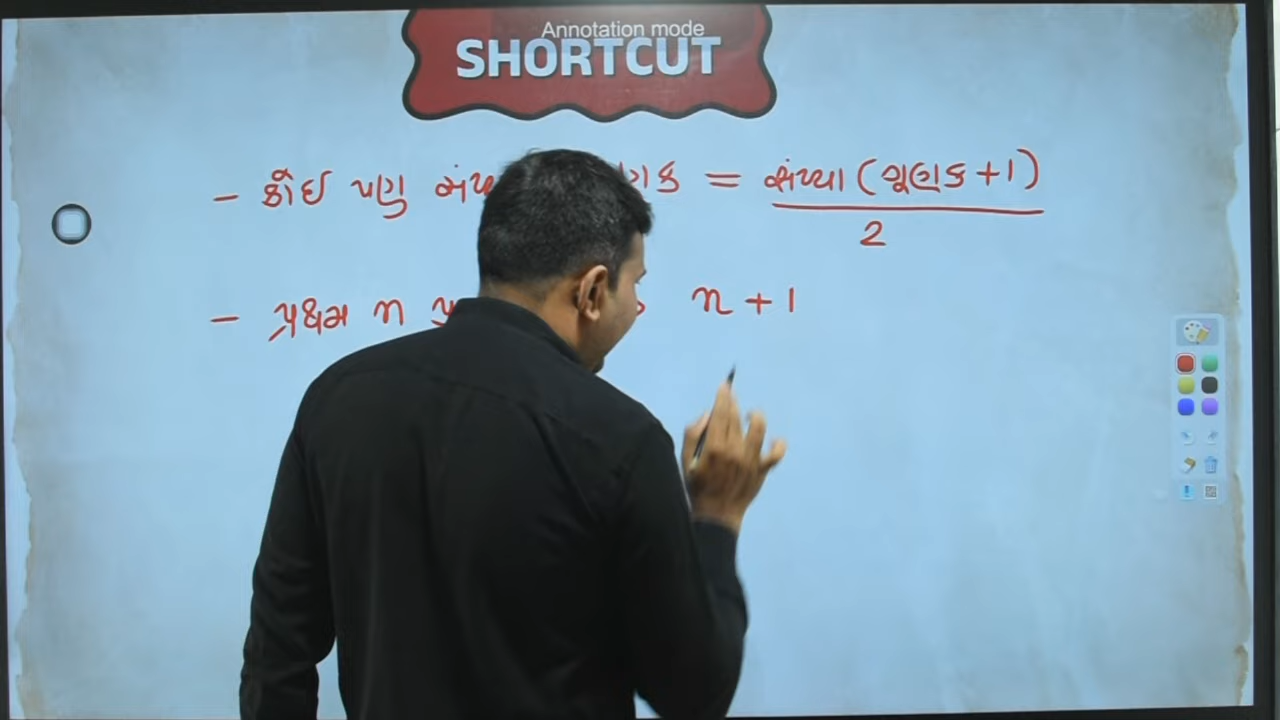 Annotation mode
SHORTCUT
- કોઈ પણ = સંખ્યા (ગુણક+1)
2
- પ્રથમ n n + 1